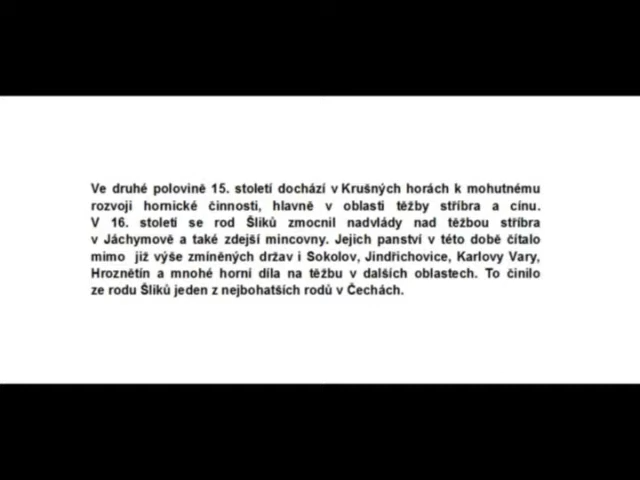 Ve druhé polovině 15. století dochází v Krušných horách k mohutnému
rozvoji hornické činnosti, hlavně v oblasti těžby stříbra a cínu.
V 16. století se rod Šliků zmocnil nadvlády nad těžbou stříbra
v Jáchymově a také zdejší mincovny. Jejich panství v této době čítalo
mimo již výše zmíněných držav i Sokolov, Jindřichovice, Karlovy Vary,
Hroznětín a mnohé horní díla na těžbu v dalších oblastech. To činilo
ze rodu Šliků jeden z nejbohatších rodů v Čechách.